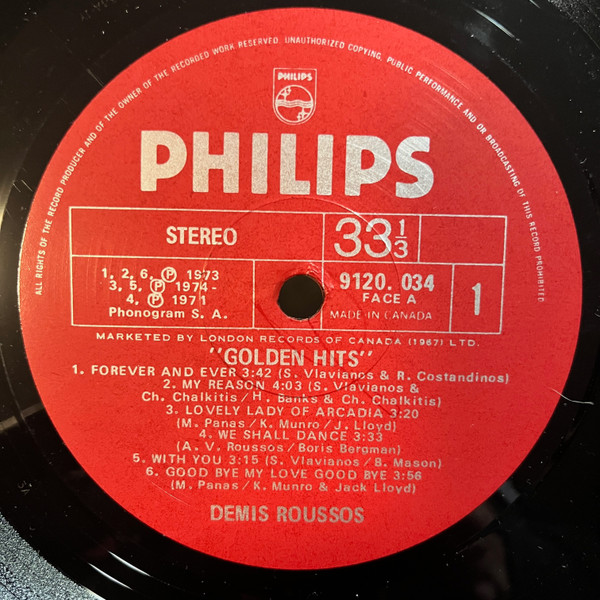 ALL RIGHTS OF THE RECORD PRODUCER AND OF THE OWNER OF THE RECORDED WORK RESERVED. UNAUTHORIZED COPYING, PUBLIC PERFORMANCE AND OR BROADCASTING OF THIS RECORD PROHIBITED
PHILIPS
PHILIPS
STEREO
33 1/3
1, 2, 6, Ⓟ 1973
3, 5, Ⓟ 1974-
4, Ⓟ 1971
Phonogram S. A.
9120. 034
FACE A
MADE IN CANADA
1
MARKETED BY LONDON RECORDS OF CANADA (1967) LTD.
"GOLDEN HITS"
1. FOREVER AND EVER 3:42 (S. Vlavianos & R. Costandinos)
2. MY REASON 4:03 (S. Vlavianos &
Ch. Chalkitis/H. Banks & Ch. Chalkitis)
3. LOVELY LADY OF ARCADIA 3:20
(M. Panas/K. Munro/J. Lloyd)
4. WE SHALL DANCE 3:33
(A. V. Roussos/Boris Bergman)
5. WITH YOU 3:15 (S. Vlavianos/B. Mason)
6. GOOD BYE MY LOVE GOOD BYE 3:56
(M. Panas/K. Munro & Jack Lloyd)
DEMIS ROUSSOS